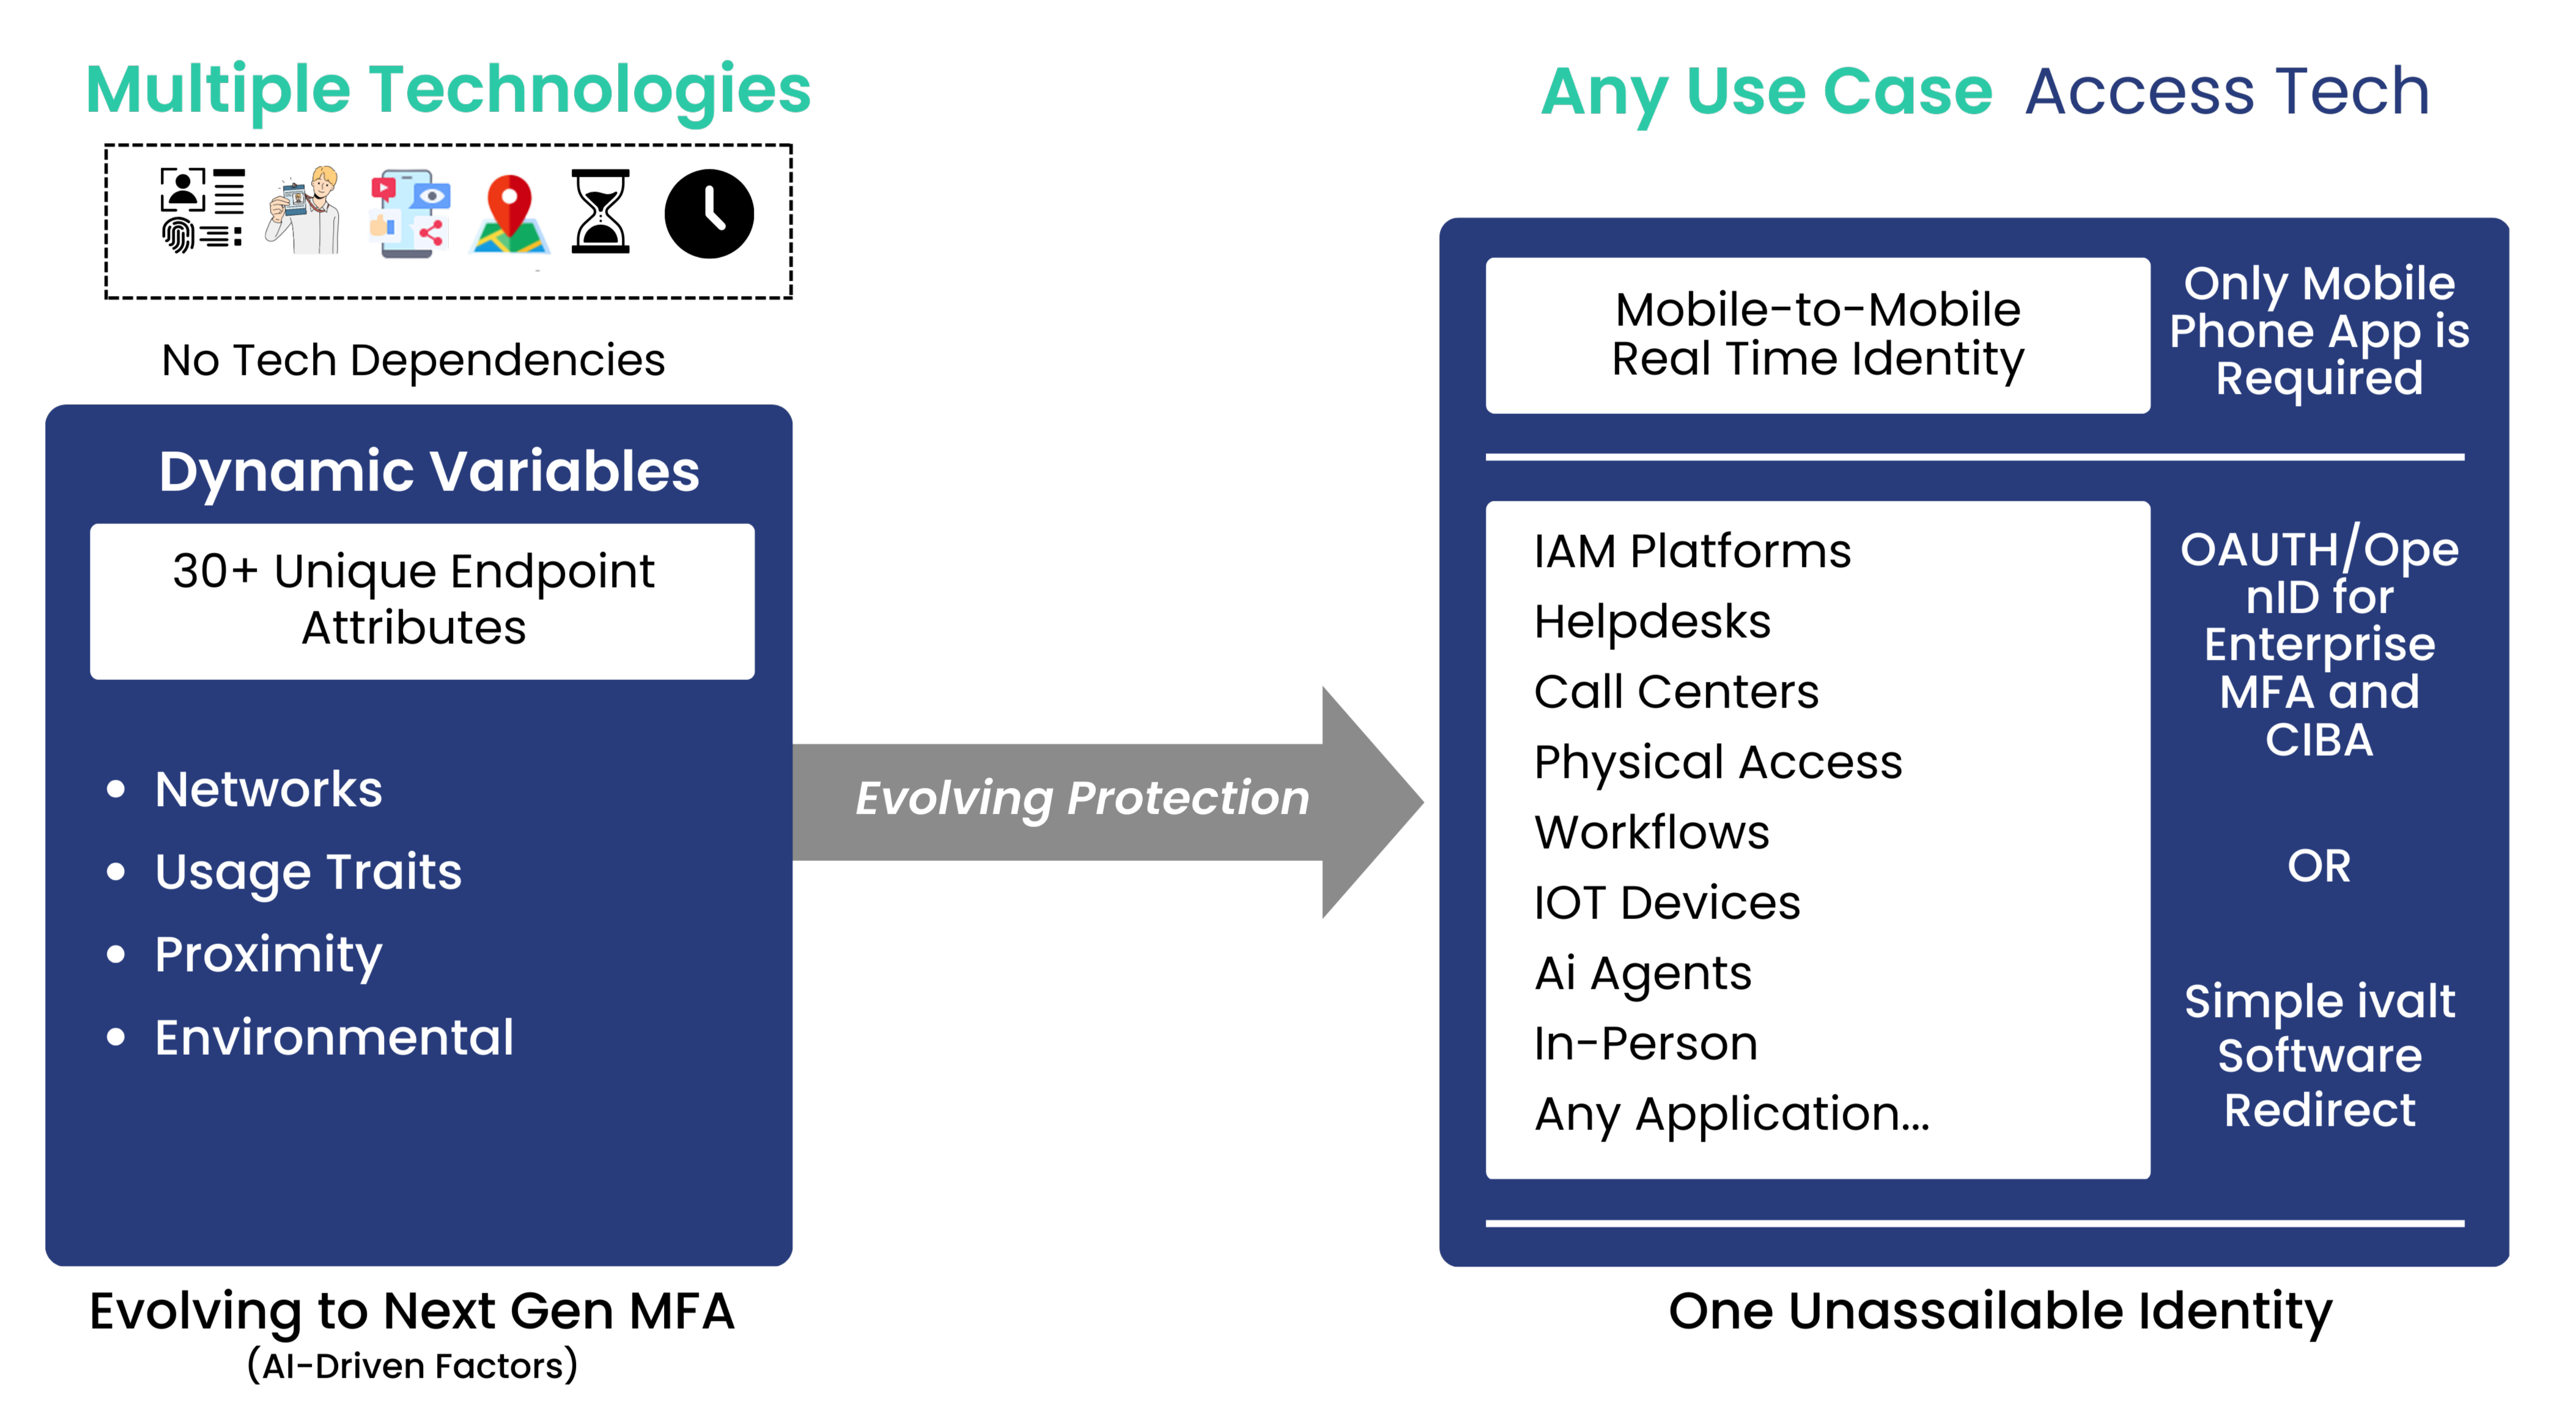 Multiple Technologies
No Tech Dependencies
Dynamic Variables
30+ Unique Endpoint
Attributes
• Networks
• Usage Traits
• Proximity
• Environmental
Evolving to Next Gen MFA
(AI-Driven Factors)
Evolving Protection
Any Use Case Access Tech
Mobile-to-Mobile
Real Time Identity
Only Mobile
Phone App is
Required
IAM Platforms
Helpdesks
Call Centers
Physical Access
Workflows
IOT Devices
Ai Agents
In-Person
Any Application...
OAUTH/Ope
nID for
Enterprise
MFA and
CIBA
OR
Simple ivalt
Software
Redirect
One Unassailable Identity